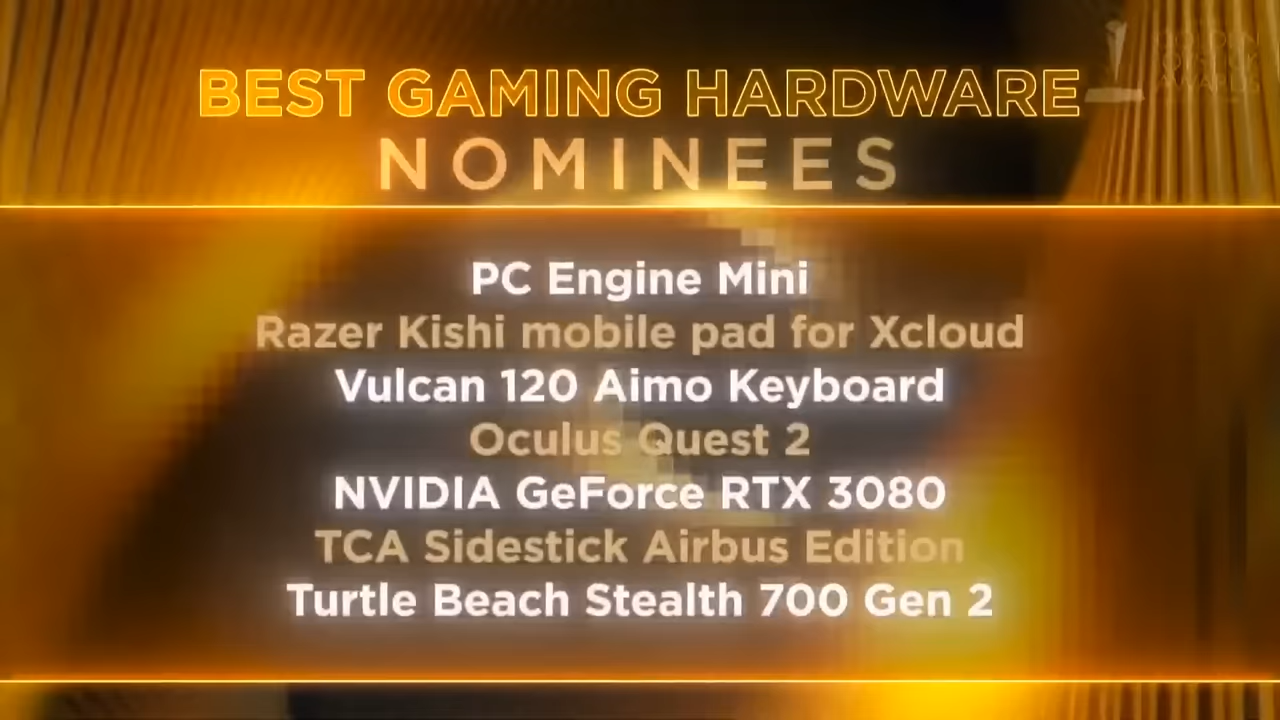 BEST GAMING HARDWARE
NOMINEES
PC Engine Mini
Razer Kishi mobile pad for Xcloud
Vulcan 120 Aimo Keyboard
Oculus Quest 2
NVIDIA GeForce RTX 3080
TCA Sidestick Airbus Edition
Turtle Beach Stealth 700 Gen 2